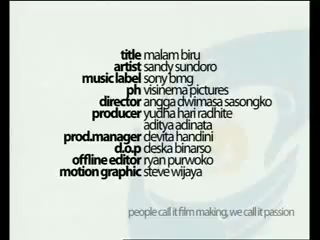 title malam biru
artist sandy sundoro
music label sony bmg
ph visinema pictures
director angga dwimasa sasongko
producer yudha hari radhite
aditya adinata
prod.manager devita handini
d.o.p deska binarso
offline editor ryan purwoko
motion graphic steve wijaya
people call it film making, we call it passion